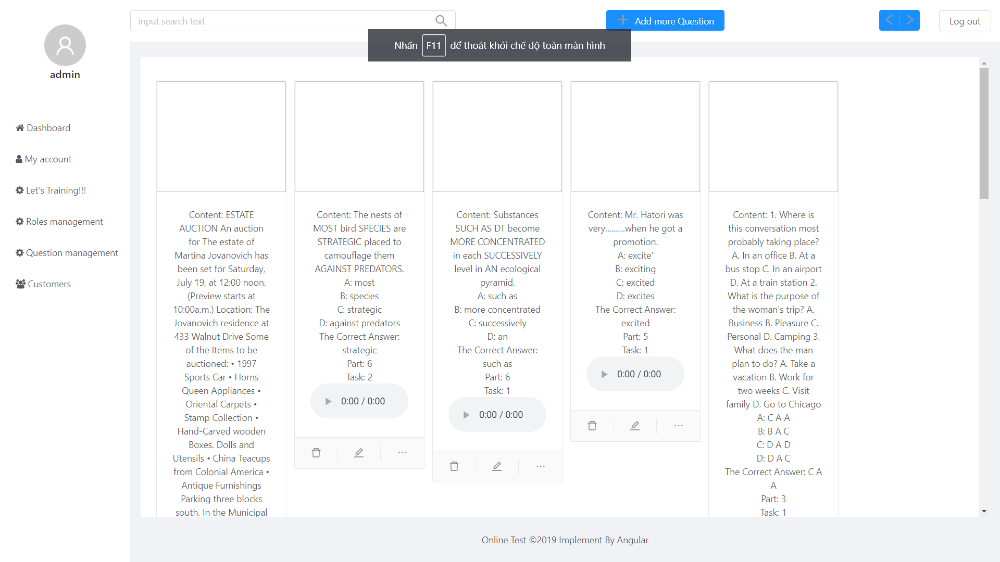 input search text
Add more Question
Log out
Nhấn F11 để thoát khỏi chế độ toàn màn hình
admin
Dashboard
My account
Let's Training!!!
Roles management
Question management
Customers
Content: ESTATE
AUCTION An auction
for The estate of
Martina Jovanovich has
been set for Saturday,
July 19, at 12:00 noon.
(Preview starts at
10:00a.m.) Location: The
Jovanovich residence at
433 Walnut Drive Some
of the Items to be
auctioned: • 1997
Sports Car • Horns
Queen Appliances •
Oriental Carpets •
Stamp Collection •
Hand-Carved wooden
Boxes. Dolls and
Utensils • China Teacups
from Colonial America •
Antique Furnishings
Parking three blocks
south. In the Municipal
Content: The nests of
MOST bird SPECIES are
STRATEGIC placed to
camouflage them
AGAINST PREDATORS.
A: most
B: species
C: strategic
D: against predators
The Correct Answer:
strategic
Part: 6
Task: 2
0:00 / 0:00
Content: Substances
SUCH AS DT become
MORE CONCENTRATED
in each SUCCESSIVELY
level in AN ecological
pyramid.
A: such as
B: more concentrated
C: successively
D: an
The Correct Answer:
such as
Part: 6
Task: 1
0:00 / 0:00
Content: Mr. Hatori was
very..........when he got a
promotion.
A: excite'
B: exciting
C: excited
D: excites
The Correct Answer:
excited
Part: 5
Task: 1
0:00 / 0:00
Content: 1. Where is
this conversation most
probably taking place?
A. In an office B. At a
bus stop C. In an airport
D. At a train station 2.
What is the purpose of
the woman's trip? A.
Business B. Pleasure C.
Personal D. Camping 3.
What does the man
plan to do? A. Take a
vacation B. Work for
two weeks C. Visit
family D. Go to Chicago
A: C A A
B: B A C
C: D A D
D: D A C
The Correct Answer: C A
A
Part: 3
Task: 1
Online Test ©2019 Implement By Angular